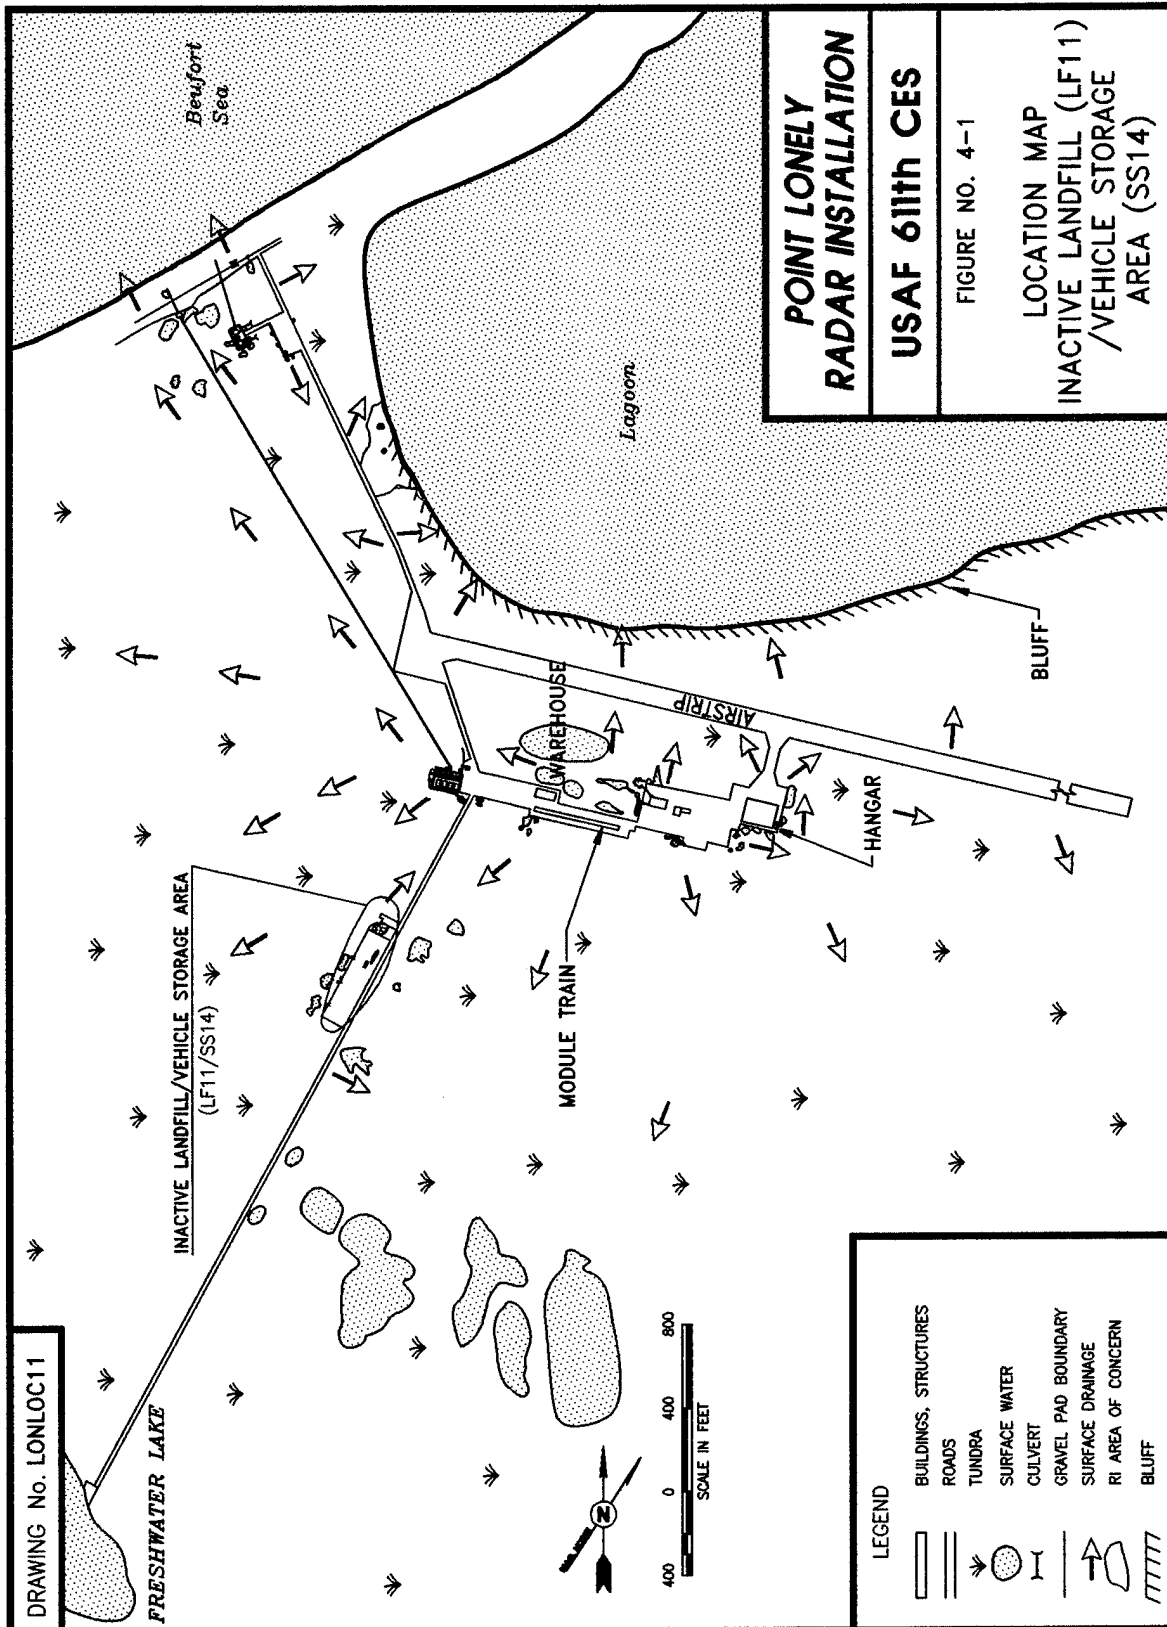 DRAWING No. LONLOC11
FRESHWATER LAKE
INACTIVE LANDFILL/VEHICLE STORAGE AREA
(LF11/SS14)
Beufort
Sea
Lagoon
WAREHOUSE
AIRSTRIP
BLUFF
HANGAR
MODULE TRAIN
N
400 0 400 800
SCALE IN FEET
LEGEND
BUILDINGS, STRUCTURES
ROADS
TUNDRA
SURFACE WATER
CULVERT
GRAVEL PAD BOUNDARY
SURFACE DRAINAGE
RI AREA OF CONCERN
BLUFF
POINT LONELY
RADAR INSTALLATION
USAF 611th CES
FIGURE NO. 4-1
LOCATION MAP
INACTIVE LANDFILL (LF11)
/VEHICLE STORAGE
AREA (SS14)